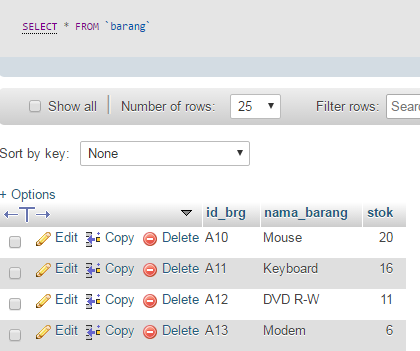 SELECT * FROM `barang`
Show all Number of rows: 25 Filter rows: Sear
Sort by key: None
+ Options
id_brg nama_barang stok
Edit Copy Delete A10 Mouse 20
Edit Copy Delete A11 Keyboard 16
Edit Copy Delete A12 DVD R-W 11
Edit Copy Delete A13 Modem 6